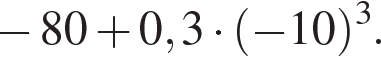 − 80 + 0,3 · (−10)³.